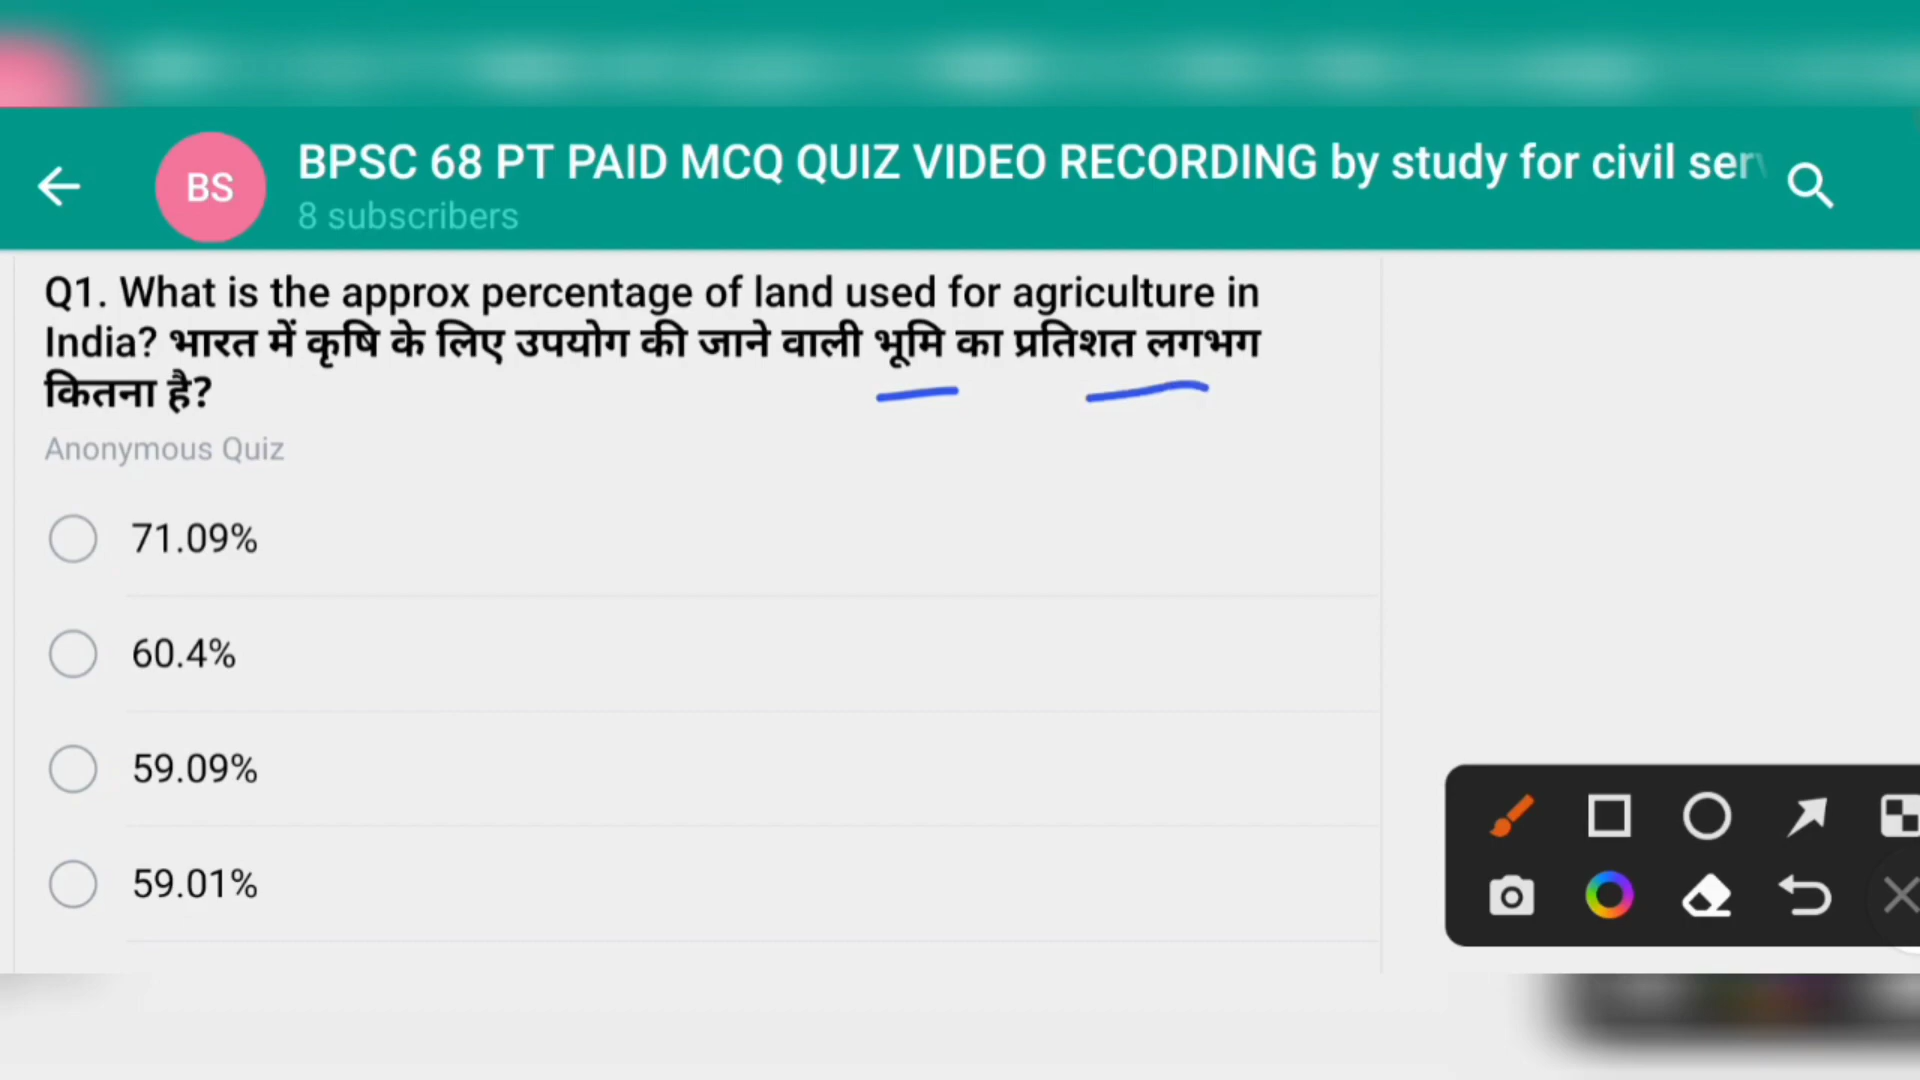 BPSC 68 PT PAID MCQ QUIZ VIDEO RECORDING by study for civil ser
BS
8 subscribers
Q1. What is the approx percentage of land used for agriculture in
India? भारत में कृषि के लिए उपयोग की जाने वाली भूमि का प्रतिशत लगभग
कितना है?
Anonymous Quiz
71.09%
60.4%
59.09%
59.01%